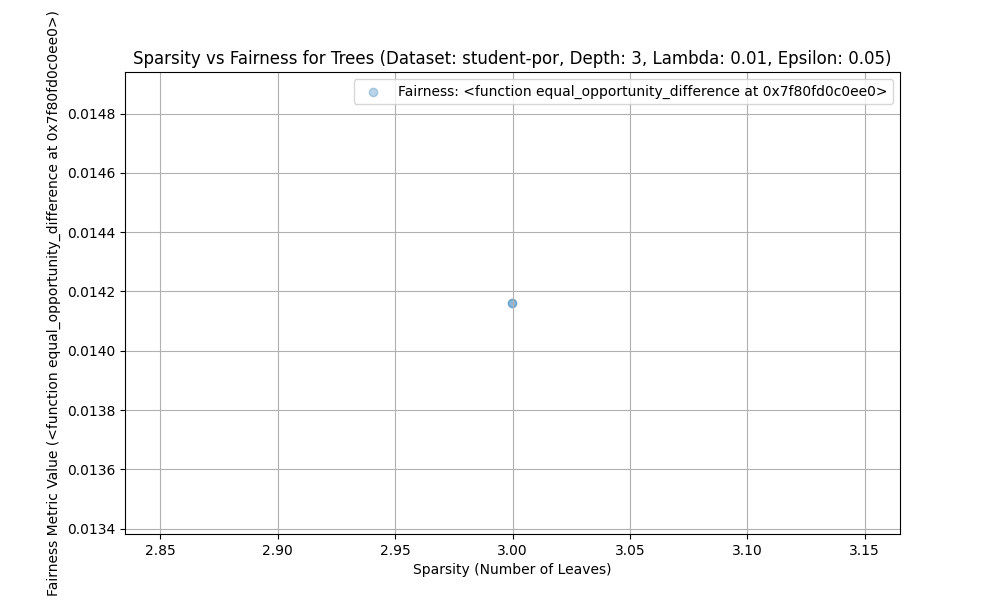 Sparsity vs Fairness for Trees (Dataset: student-por, Depth: 3, Lambda: 0.01, Epsilon: 0.05)
Fairness: <function equal_opportunity_difference at 0x7f80fd0c0ee0>
Fairness Metric Value (<function equal_opportunity_difference at 0x7f80fd0c0ee0>)
0.0148
0.0146
0.0144
0.0142
0.0140
0.0138
0.0136
0.0134
2.85 2.90 2.95 3.00 3.05 3.10 3.15
Sparsity (Number of Leaves)